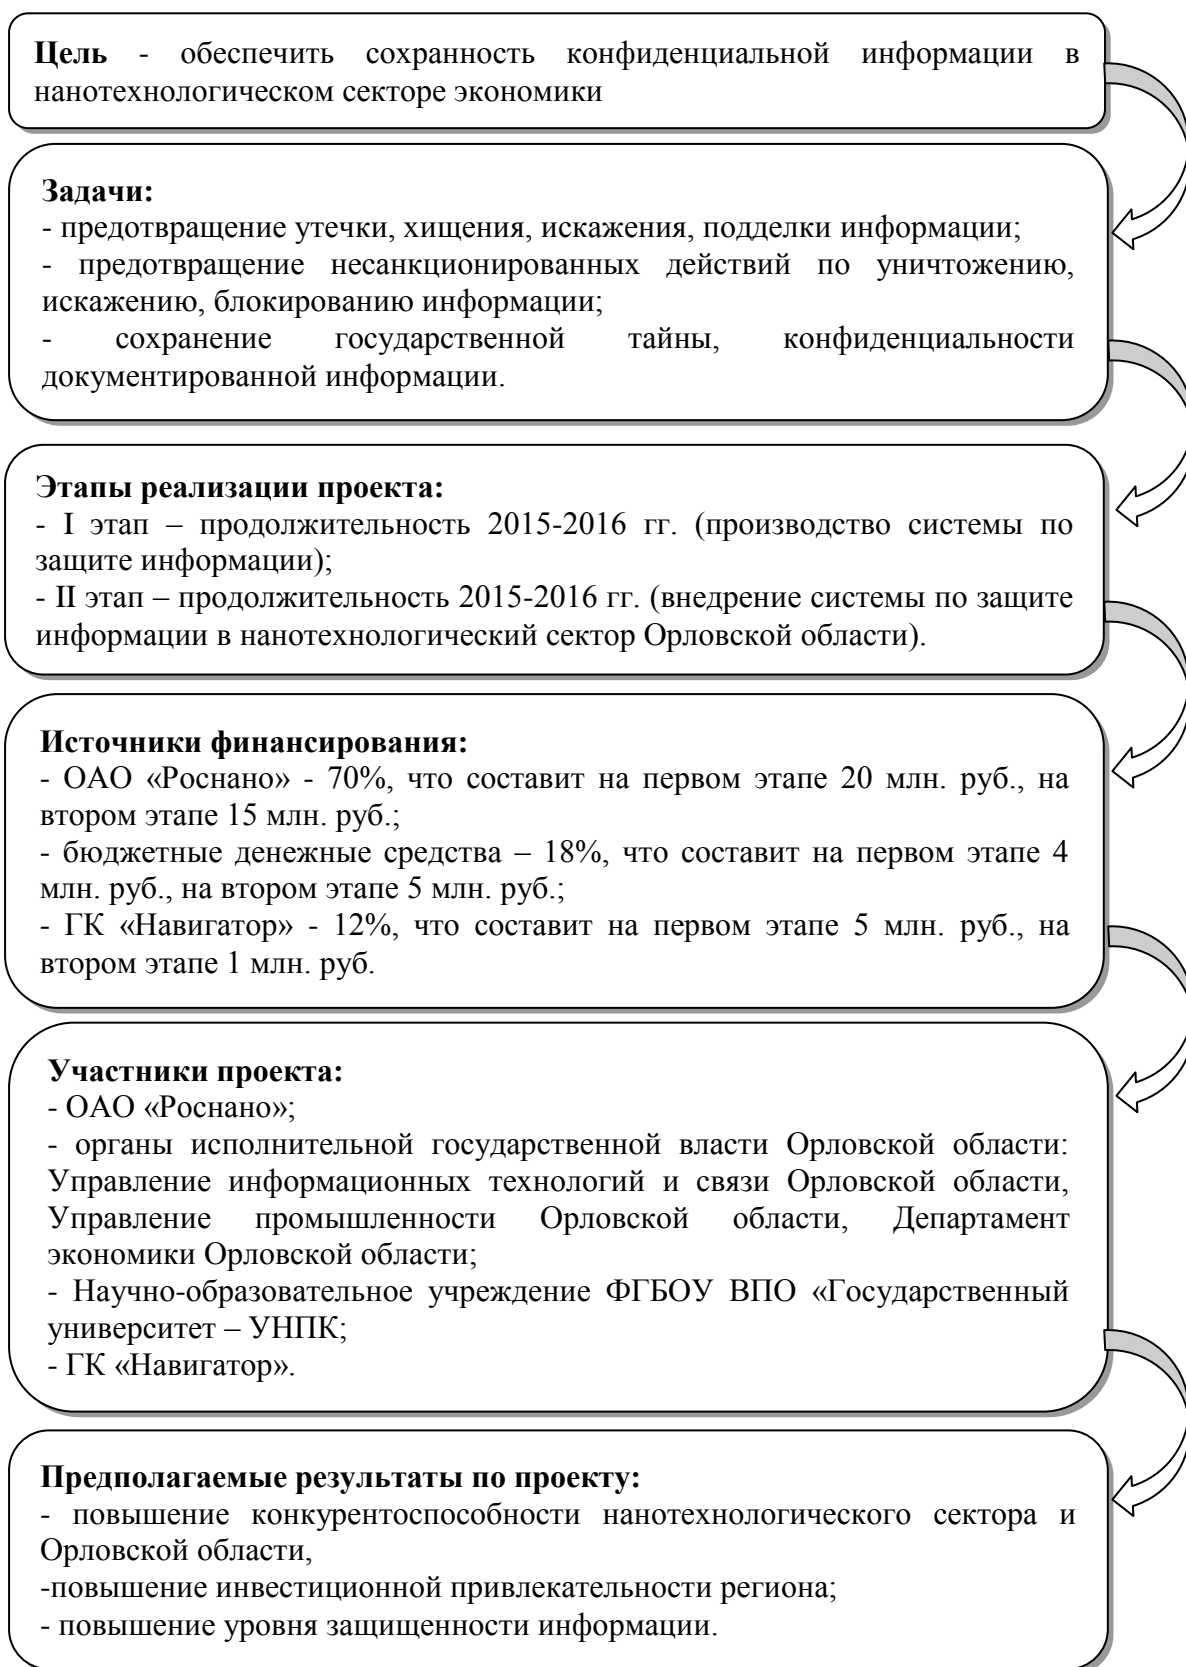 Цель - обеспечить сохранность конфиденциальной информации в
нанотехнологическом секторе экономики
Задачи:
- предотвращение утечки, хищения, искажения, подделки информации;
- предотвращение несанкционированных действий по уничтожению,
искажению, блокированию информации;
- сохранение государственной тайны, конфиденциальности
документированной информации.
Этапы реализации проекта:
- I этап – продолжительность 2015-2016 гг. (производство системы по
защите информации);
- II этап – продолжительность 2015-2016 гг. (внедрение системы по защите
информации в нанотехнологический сектор Орловской области).
Источники финансирования:
- ОАО «Роснано» - 70%, что составит на первом этапе 20 млн. руб., на
втором этапе 15 млн. руб.;
- бюджетные денежные средства – 18%, что составит на первом этапе 4
млн. руб., на втором этапе 5 млн. руб.;
- ГК «Навигатор» - 12%, что составит на первом этапе 5 млн. руб., на
втором этапе 1 млн. руб.
Участники проекта:
- ОАО «Роснано»;
- органы исполнительной государственной власти Орловской области:
Управление информационных технологий и связи Орловской области,
Управление промышленности Орловской области, Департамент
экономики Орловской области;
- Научно-образовательное учреждение ФГБОУ ВПО «Государственный
университет – УНПК;
- ГК «Навигатор».
Предполагаемые результаты по проекту:
- повышение конкурентоспособности нанотехнологического сектора и
Орловской области,
-повышение инвестиционной привлекательности региона;
- повышение уровня защищенности информации.